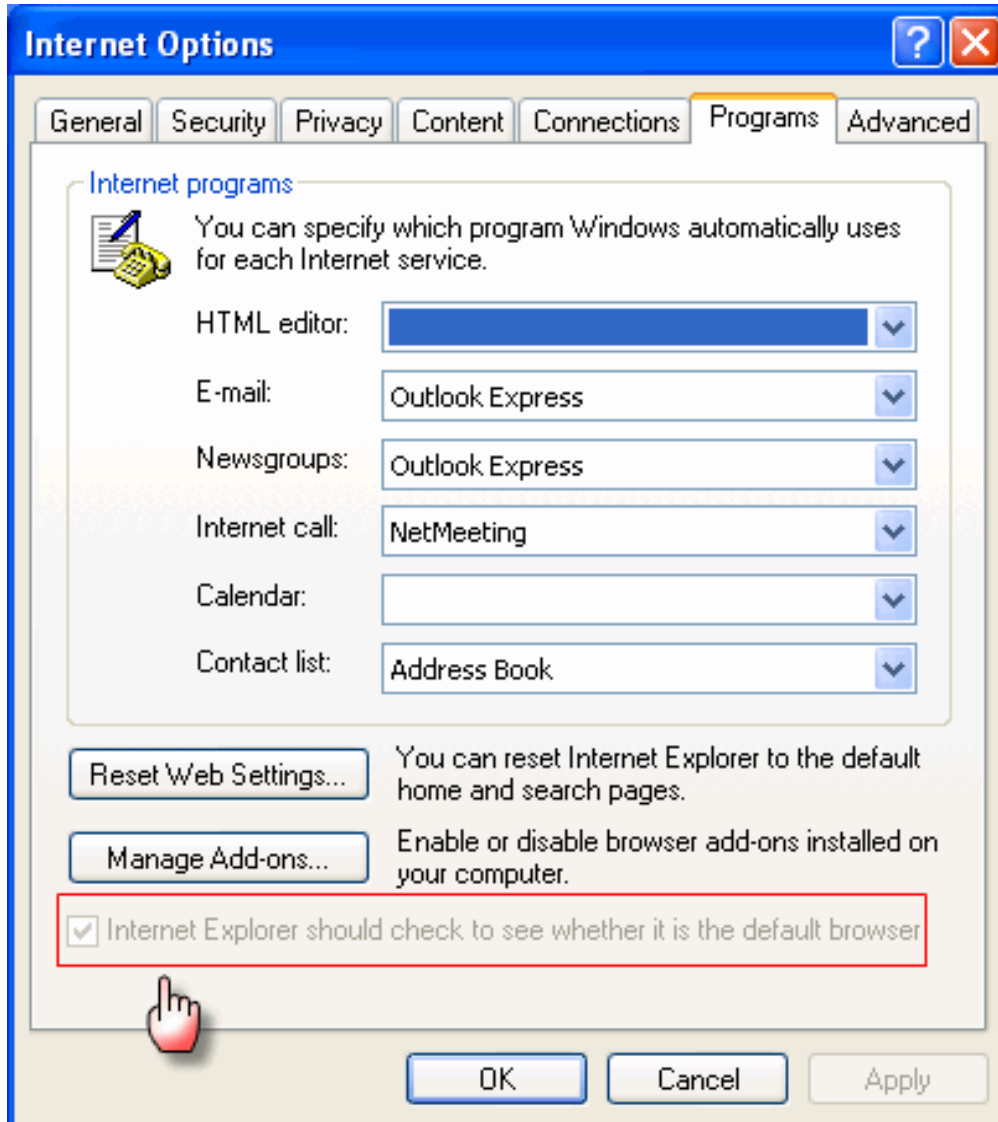 Internet Options
General Security Privacy Content Connections Programs Advanced
Internet programs
You can specify which program Windows automatically uses
for each Internet service.
HTML editor:
E-mail: Outlook Express
Newsgroups: Outlook Express
Internet call: NetMeeting
Calendar:
Contact list: Address Book
Reset Web Settings...
You can reset Internet Explorer to the default
home and search pages.
Manage Add-ons...
Enable or disable browser add-ons installed on
your computer.
Internet Explorer should check to see whether it is the default browser
OK Cancel Apply